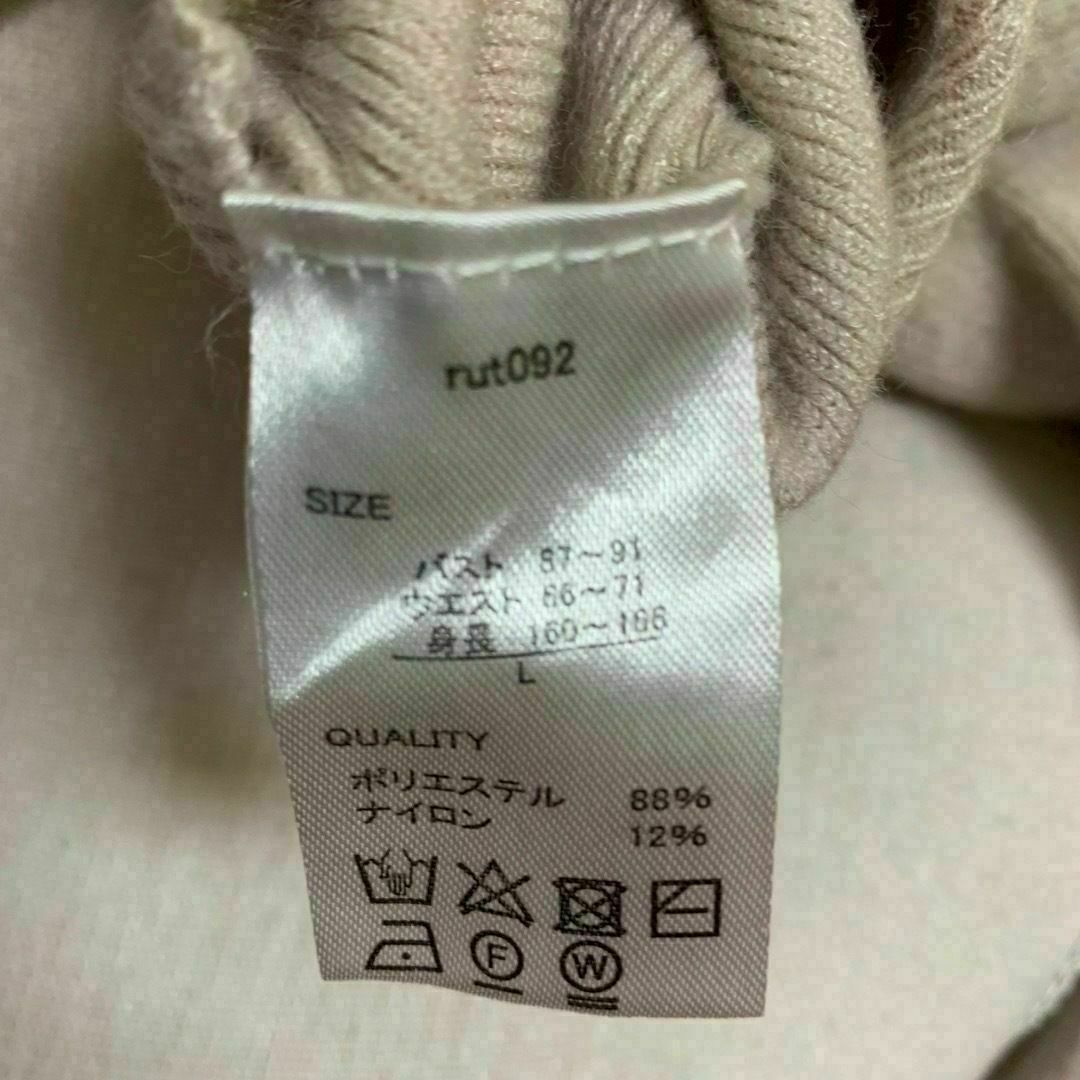 rut092
SIZE
バスト 87～91
ウエスト 66～71
身長 160～166
L
QUALITY
ポリエステル 88%
ナイロン 12%
F
W